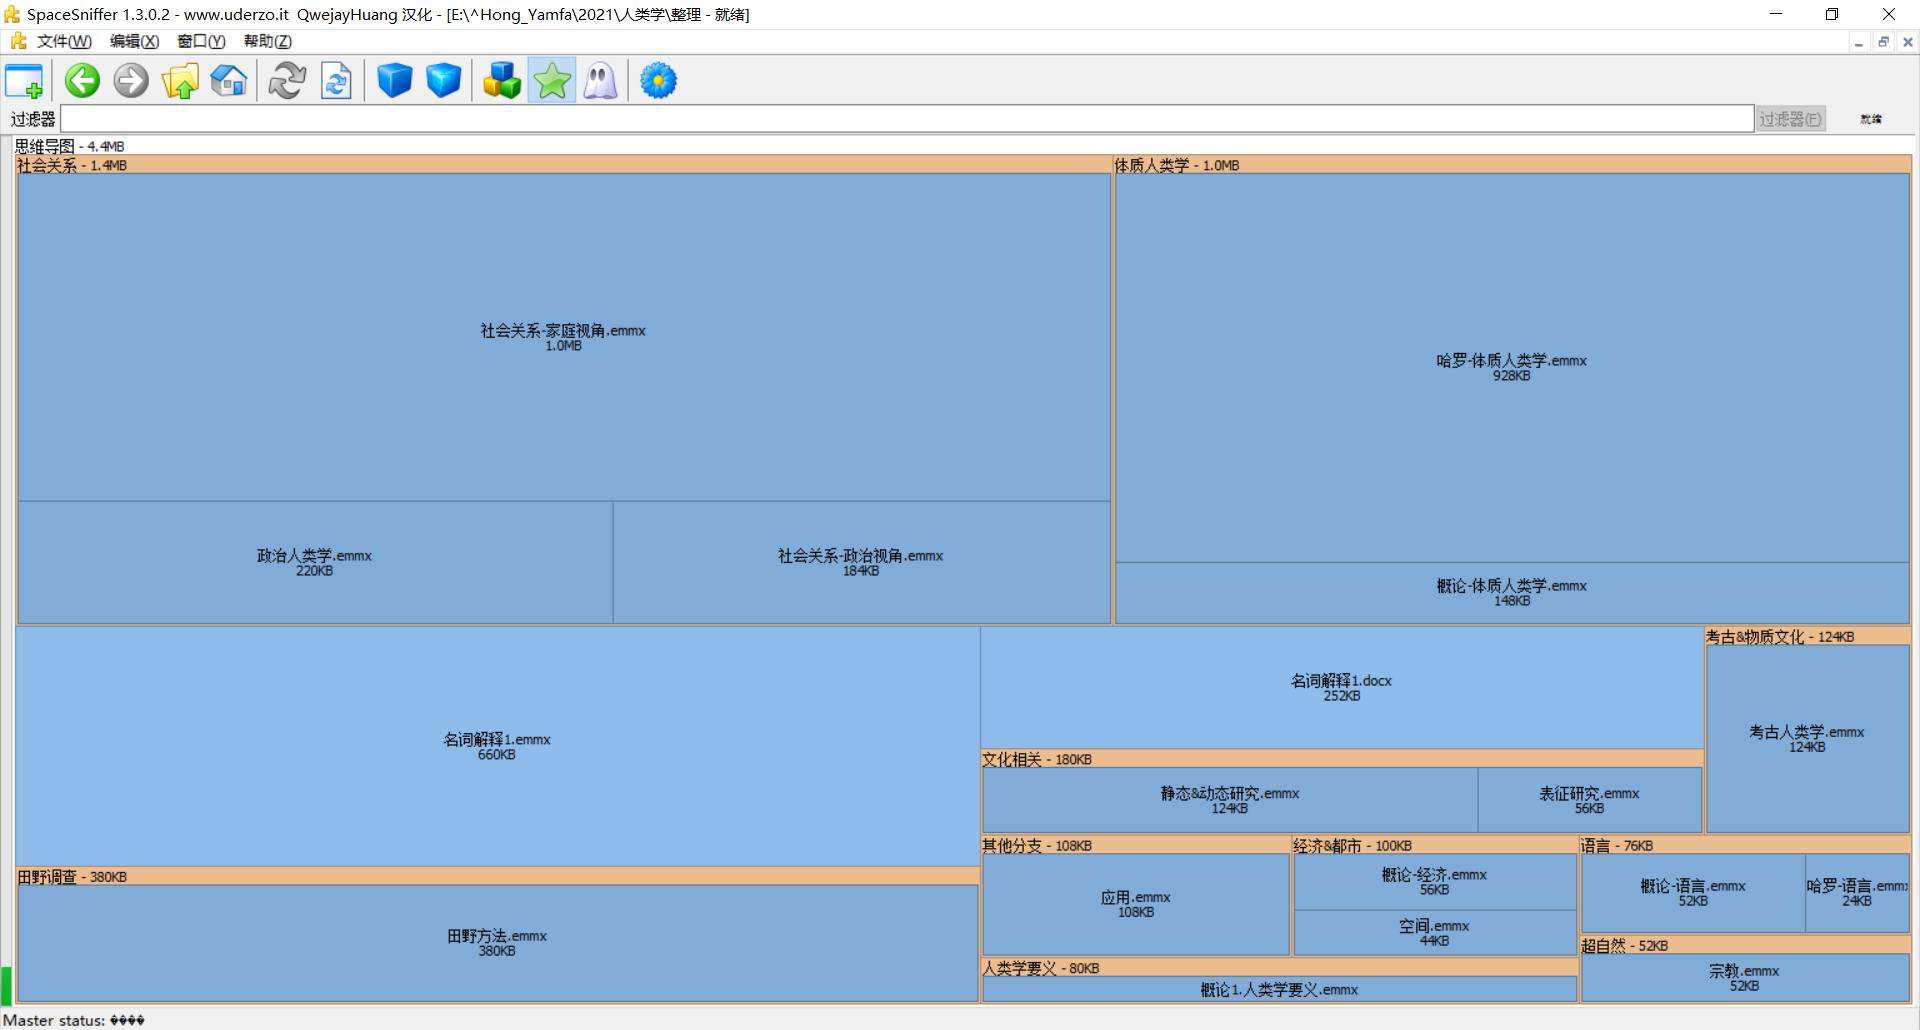 SpaceSniffer 1.3.0.2 - www.uderzo.it  QwejayHuang 汉化 - [E:\^Hong_Yamfa\2021\人类学\整理 - 就绪]
文件(W) 编辑(X) 窗口(Y) 帮助(Z)
过滤器 过滤器(F) 就绪
思维导图 - 4.4MB
社会关系 - 1.4MB
社会关系-家庭视角.emmx
1.0MB
政治人类学.emmx
220KB
社会关系-政治视角.emmx
184KB
体质人类学 - 1.0MB
哈罗-体质人类学.emmx
928KB
概论-体质人类学.emmx
148KB
名词解释1.emmx
660KB
田野调查 - 380KB
田野方法.emmx
380KB
名词解释1.docx
252KB
文化相关 - 180KB
静态&动态研究.emmx
124KB
表征研究.emmx
56KB
考古&物质文化 - 124KB
考古人类学.emmx
124KB
其他分支 - 108KB
应用.emmx
108KB
经济&都市 - 100KB
概论-经济.emmx
56KB
空间.emmx
44KB
语言 - 76KB
概论-语言.emmx
52KB
哈罗-语言.emmx
24KB
人类学要义 - 80KB
概论1.人类学要义.emmx
超自然 - 52KB
宗教.emmx
52KB
Master status: ����